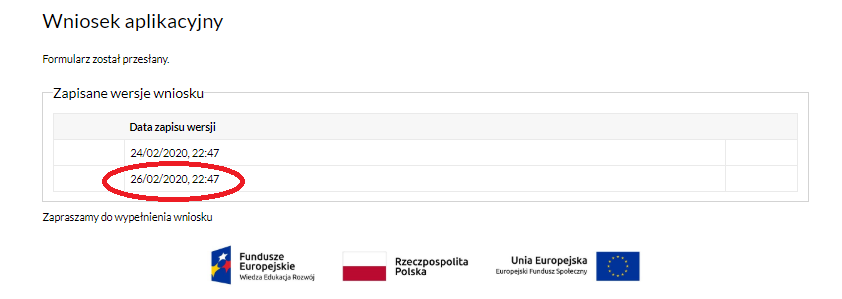 Wniosek aplikacyjny
Formularz został przesłany.
Zapisane wersje wniosku
Data zapisu wersji
24/02/2020, 22:47
26/02/2020, 22:47
Zapraszamy do wypełnienia wniosku
Fundusze
Europejskie
Wiedza Edukacja Rozwój
Rzeczpospolita
Polska
Unia Europejska
Europejski Fundusz Społeczny